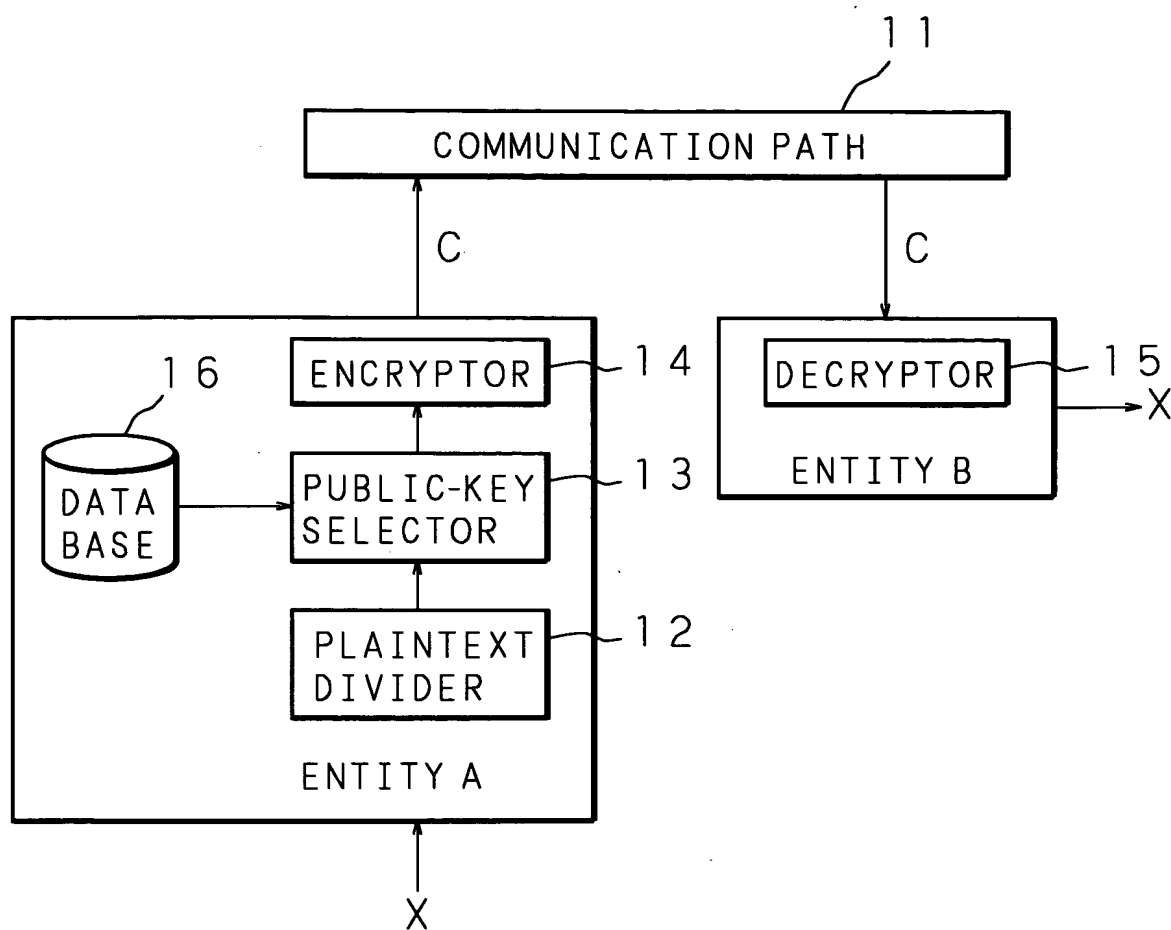 11
COMMUNICATION PATH
C
C
ENCRYPTOR
14
DECRYPTOR
15
16
X
DATA
BASE
PUBLIC-KEY
SELECTOR
13
ENTITY B
PLAINTEXT
DIVIDER
12
ENTITY A
X